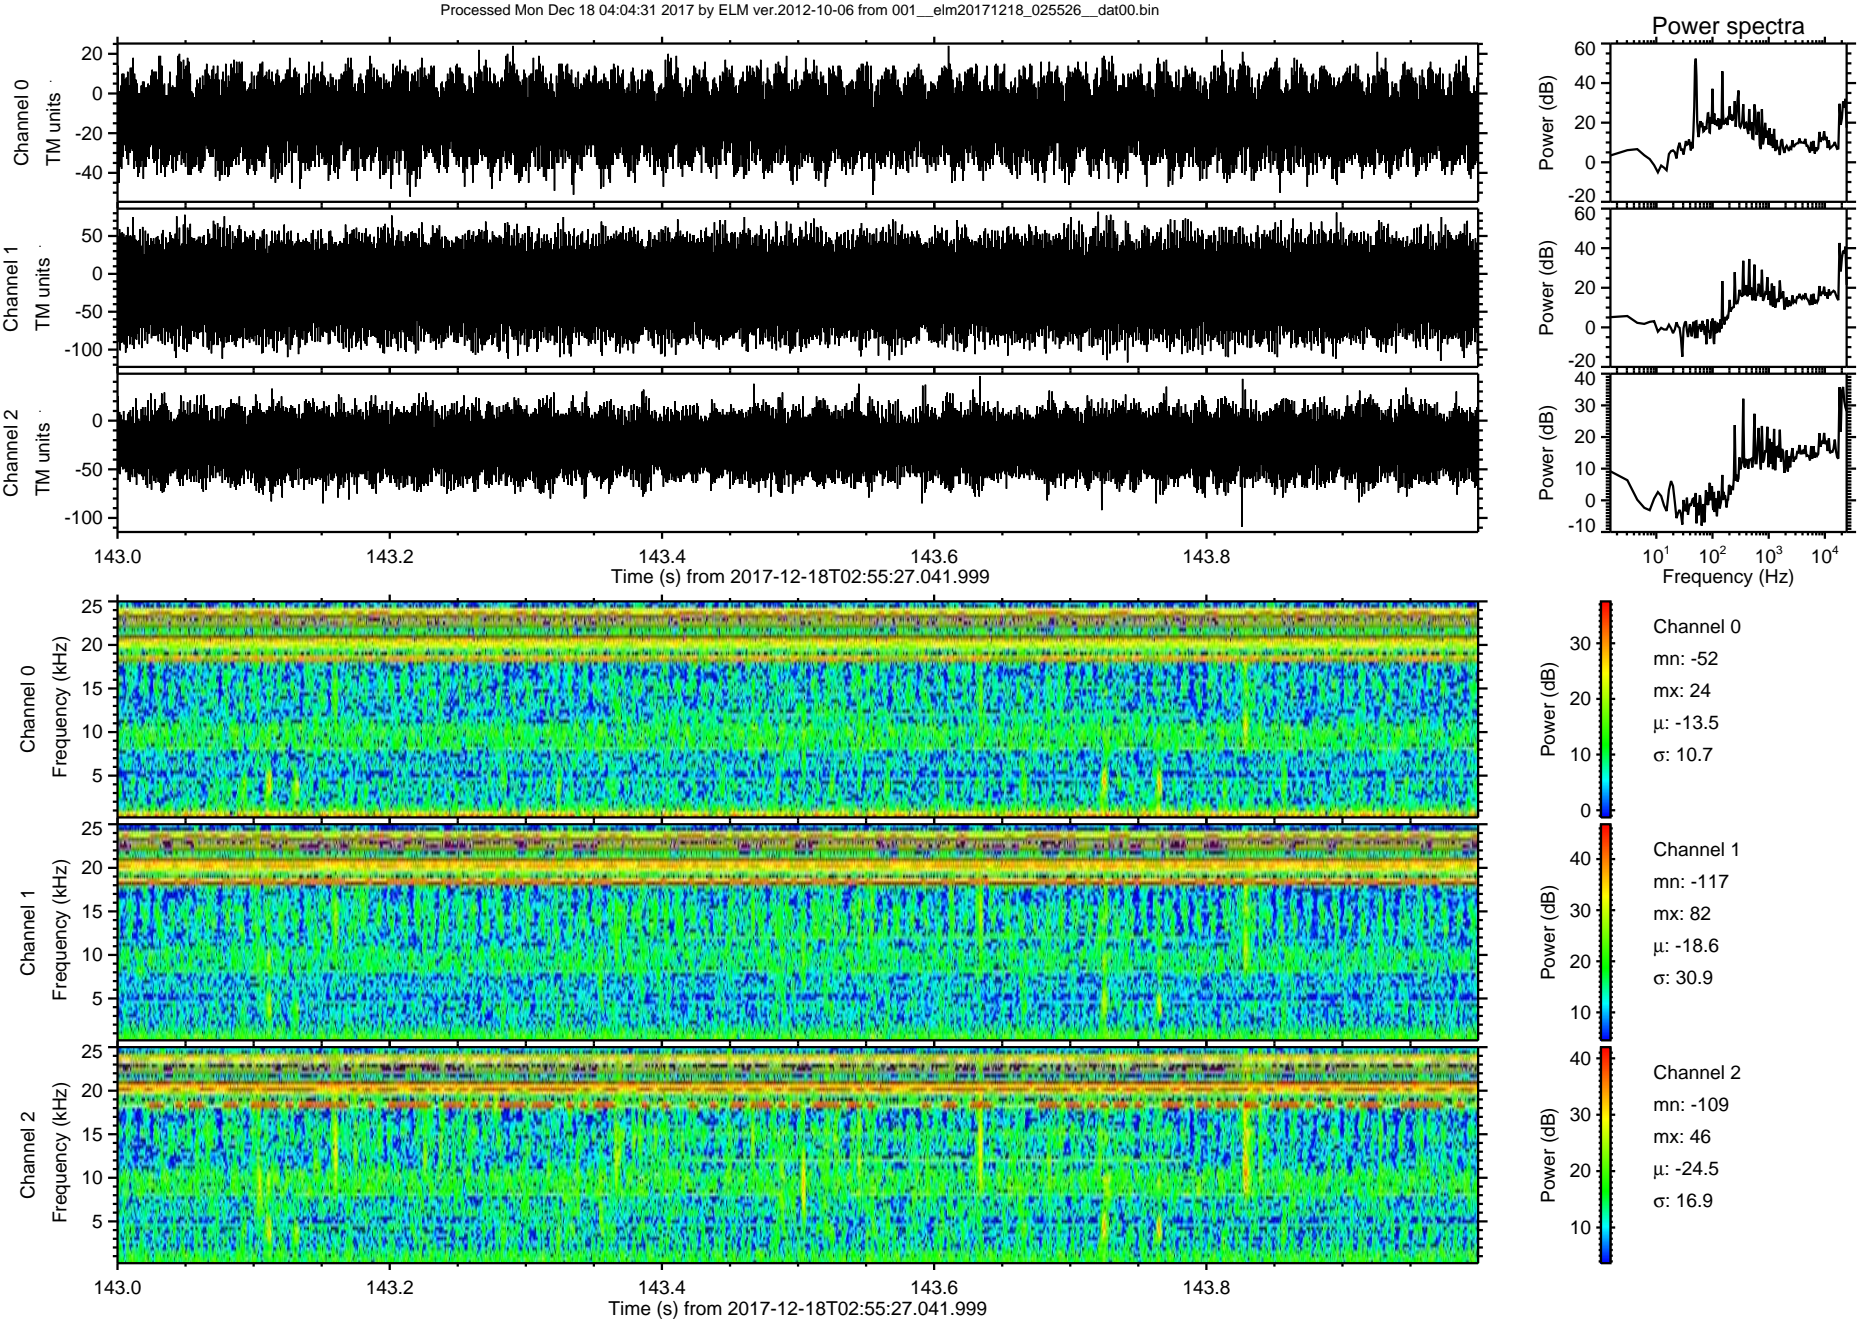 Processed Mon Dec 18 04:04:31 2017 by ELM ver.2012-10-06 from 001__elm20171218_025526__dat00.bin
Power spectra
Channel 0
TM units
20
0
-20
-40
Power (dB)
60
40
20
0
-20
Channel 1
TM units
50
0
-50
-100
Power (dB)
60
40
20
0
-20
Channel 2
TM units
0
-50
-100
Power (dB)
40
30
20
10
0
-10
143.0 143.2 143.4 143.6 143.8
Time (s) from 2017-12-18T02:55:27.041.999
10¹ 10² 10³ 10⁴
Frequency (Hz)
Channel 0
Frequency (kHz)
25
20
15
10
5
Power (dB)
30
20
10
0
Channel 0
mn: -52
mx: 24
μ: -13.5
σ: 10.7
Channel 1
Frequency (kHz)
25
20
15
10
5
Power (dB)
40
30
20
10
Channel 1
mn: -117
mx: 82
μ: -18.6
σ: 30.9
Channel 2
Frequency (kHz)
25
20
15
10
5
Power (dB)
40
30
20
10
Channel 2
mn: -109
mx: 46
μ: -24.5
σ: 16.9
143.0 143.2 143.4 143.6 143.8
Time (s) from 2017-12-18T02:55:27.041.999